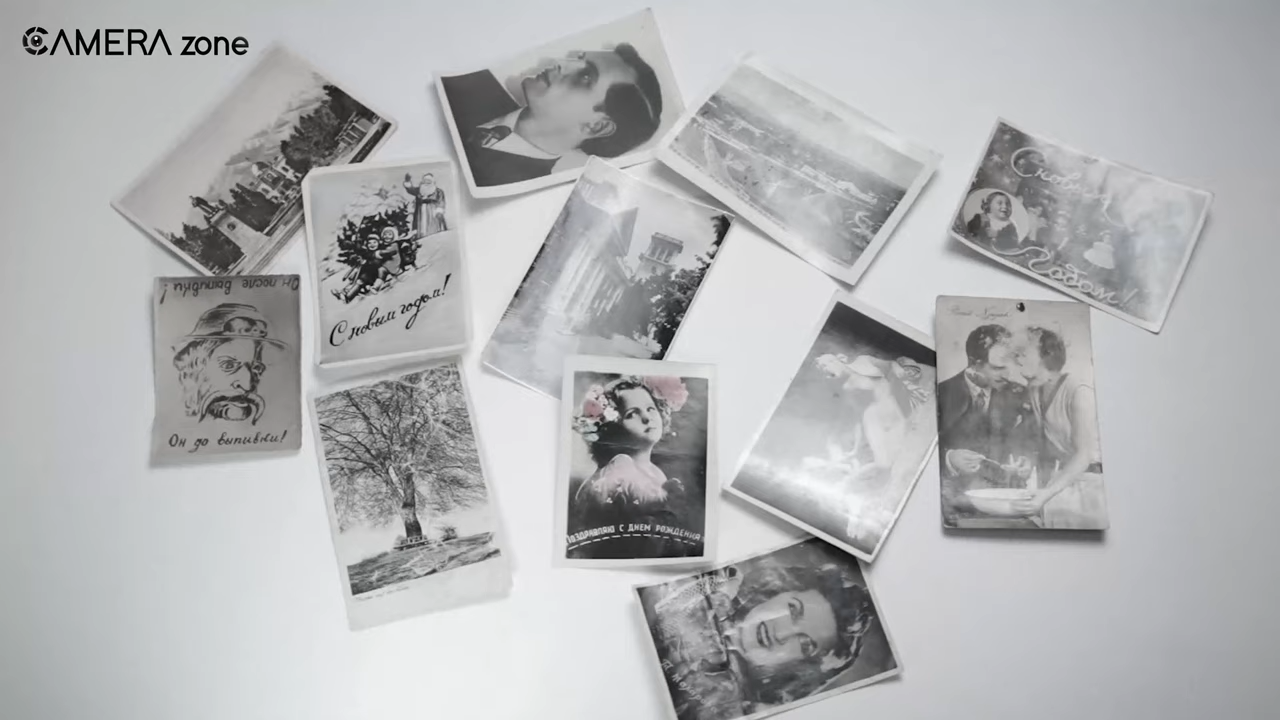 CAMERA zone
С новым
Годом!
С новым годом!
Он после выпивки!
Он до выпивки!
ПОЗДРАВЛЯЮ С ДНЕМ РОЖДЕНИЯ